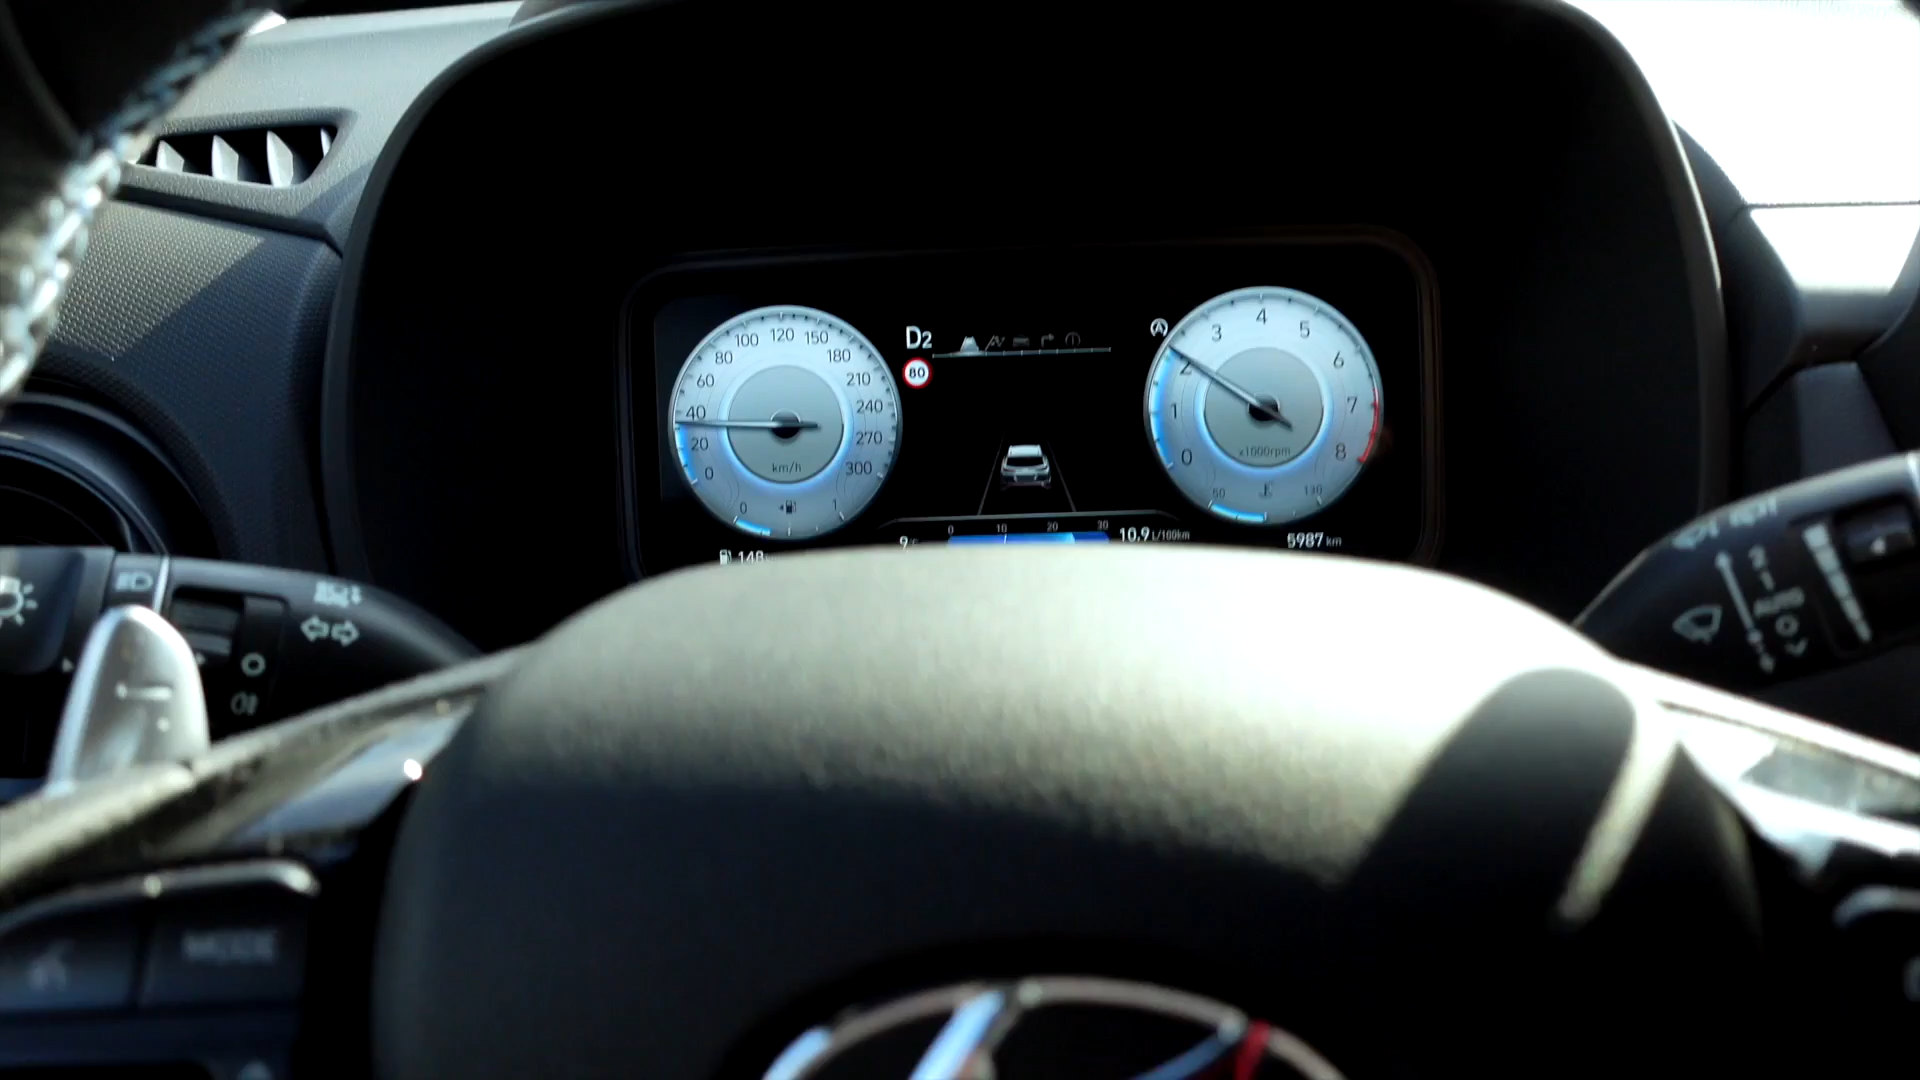 100 120 150
80 180
60 210
40 240
20 270
0 300
km/h
0 1
148
D2
80
0 10 20 30
9°C
10.9 L/100km
4
3 5
2 6
1 7
0 8
x1000rpm
50 130
5987 km
MODE